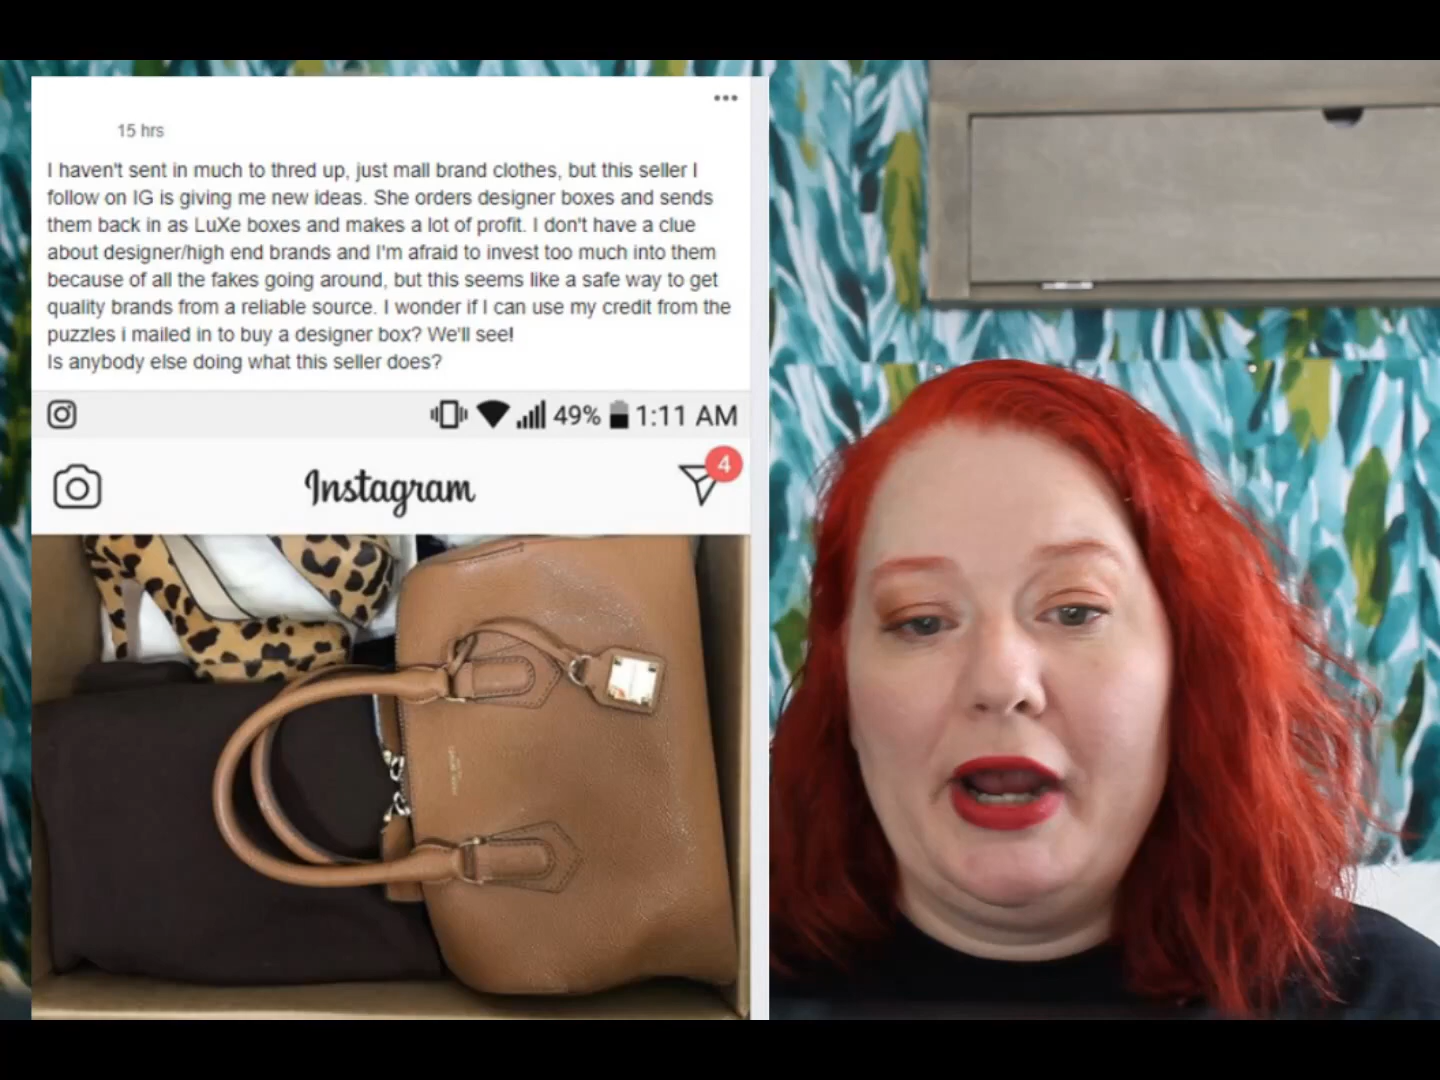 15 hrs
I haven't sent in much to thred up, just mall brand clothes, but this seller I
follow on IG is giving me new ideas. She orders designer boxes and sends
them back in as LuXe boxes and makes a lot of profit. I don't have a clue
about designer/high end brands and I'm afraid to invest too much into them
because of all the fakes going around, but this seems like a safe way to get
quality brands from a reliable source. I wonder if I can use my credit from the
puzzles i mailed in to buy a designer box? We'll see!
Is anybody else doing what this seller does?
49% 1:11 AM
Instagram
4